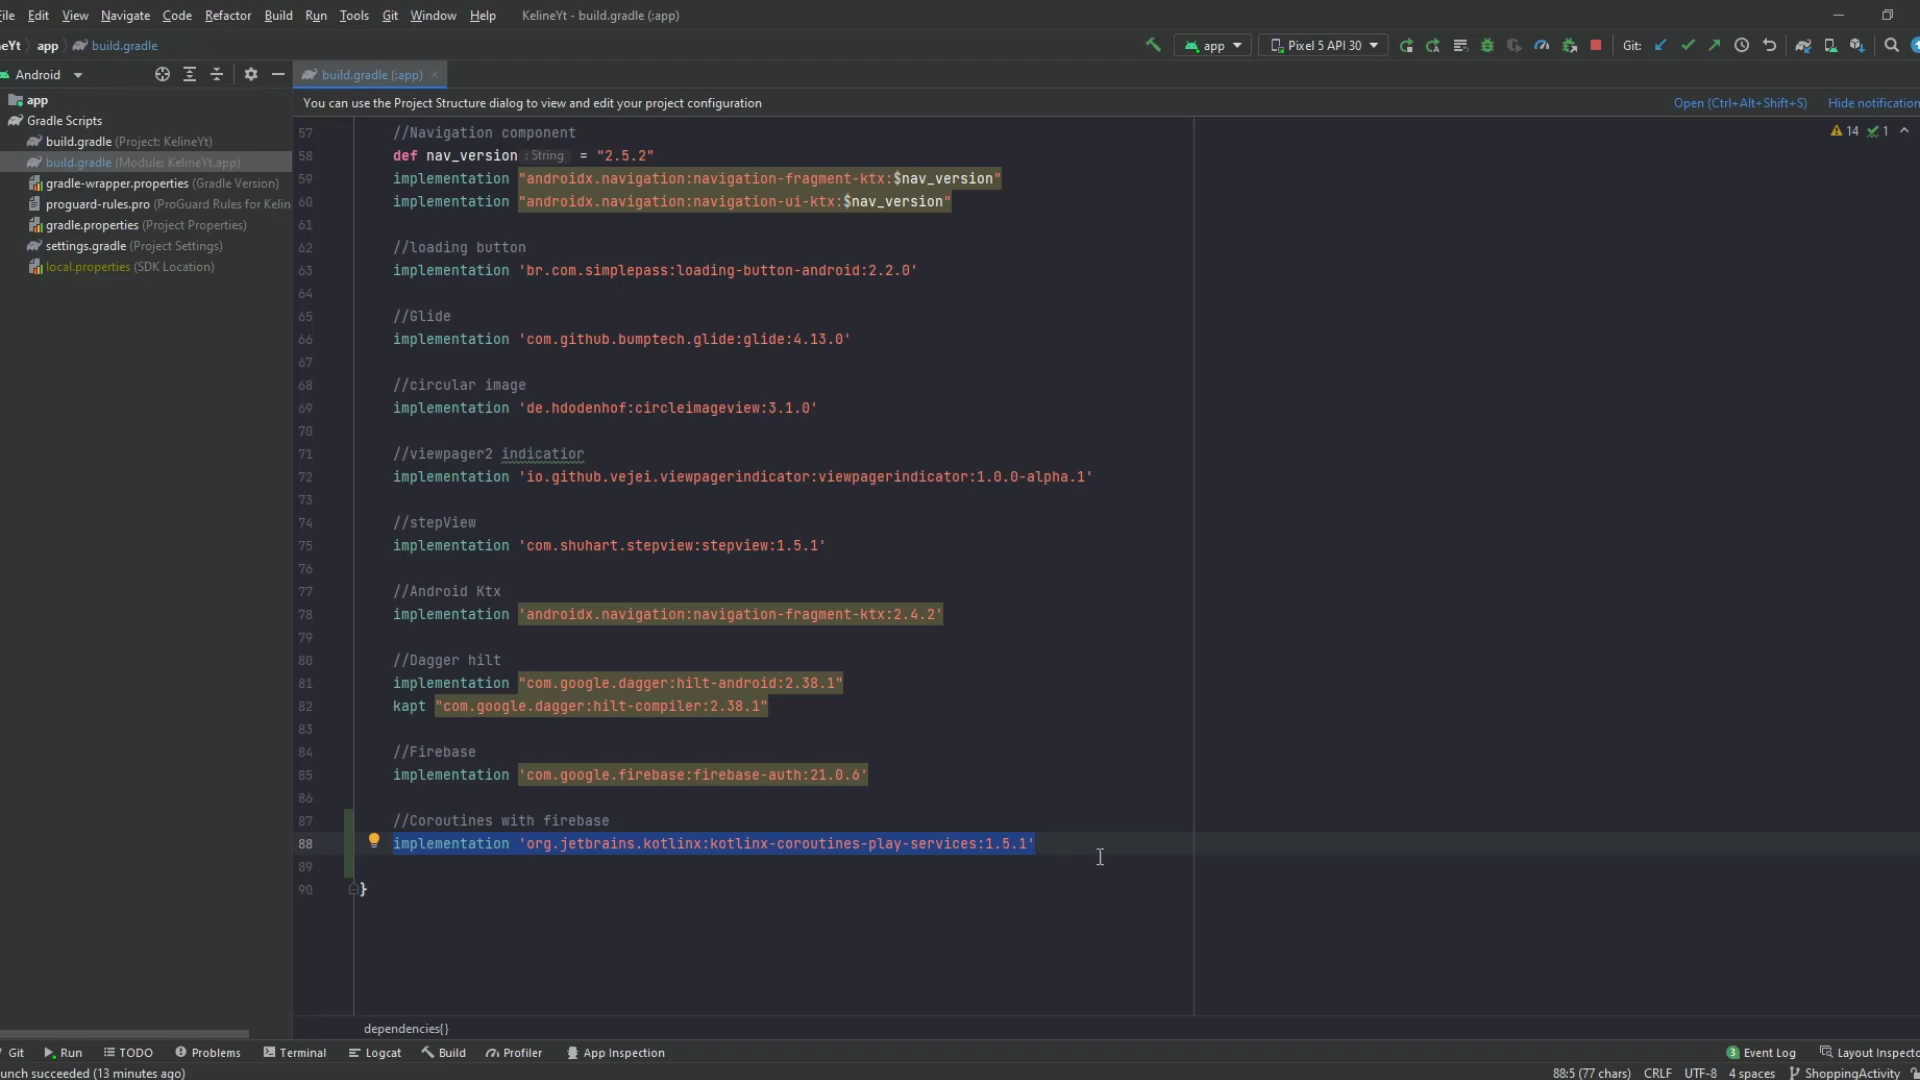 File Edit View Navigate Code Refactor Build Run Tools Git Window Help KelineYt - build.gradle (:app)
neYt app build.gradle
app Pixel 5 API 30 Git:
Android
build.gradle (:app)
You can use the Project Structure dialog to view and edit your project configuration
Open (Ctrl+Alt+Shift+S) Hide notification
app
Gradle Scripts
build.gradle (Project: KelineYt)
build.gradle (Module: KelineYt.app)
gradle-wrapper.properties (Gradle Version)
proguard-rules.pro (ProGuard Rules for Kelin
gradle.properties (Project Properties)
settings.gradle (Project Settings)
local.properties (SDK Location)
14 1
57 //Navigation component
58 def nav_version : String = "2.5.2"
59 implementation "androidx.navigation:navigation-fragment-ktx:$nav_version"
60 implementation "androidx.navigation:navigation-ui-ktx:$nav_version"
61
62 //loading button
63 implementation 'br.com.simplepass:loading-button-android:2.2.0'
64
65 //Glide
66 implementation 'com.github.bumptech.glide:glide:4.13.0'
67
68 //circular image
69 implementation 'de.hdodenhof:circleimageview:3.1.0'
70
71 //viewpager2 indicatior
72 implementation 'io.github.vejei.viewpagerindicator:viewpagerindicator:1.0.0-alpha.1'
73
74 //stepView
75 implementation 'com.shuhart.stepview:stepview:1.5.1'
76
77 //Android Ktx
78 implementation 'androidx.navigation:navigation-fragment-ktx:2.4.2'
79
80 //Dagger hilt
81 implementation "com.google.dagger:hilt-android:2.38.1"
82 kapt "com.google.dagger:hilt-compiler:2.38.1"
83
84 //Firebase
85 implementation 'com.google.firebase:firebase-auth:21.0.6'
86
87 //Coroutines with firebase
88 implementation 'org.jetbrains.kotlinx:kotlinx-coroutines-play-services:1.5.1'
89
90 }
dependencies{}
Git Run TODO Problems Terminal Logcat Build Profiler App Inspection
3 Event Log Layout Inspecto
unch succeeded (13 minutes ago)
88:5 (77 chars) CRLF UTF-8 4 spaces ShoppingActivity